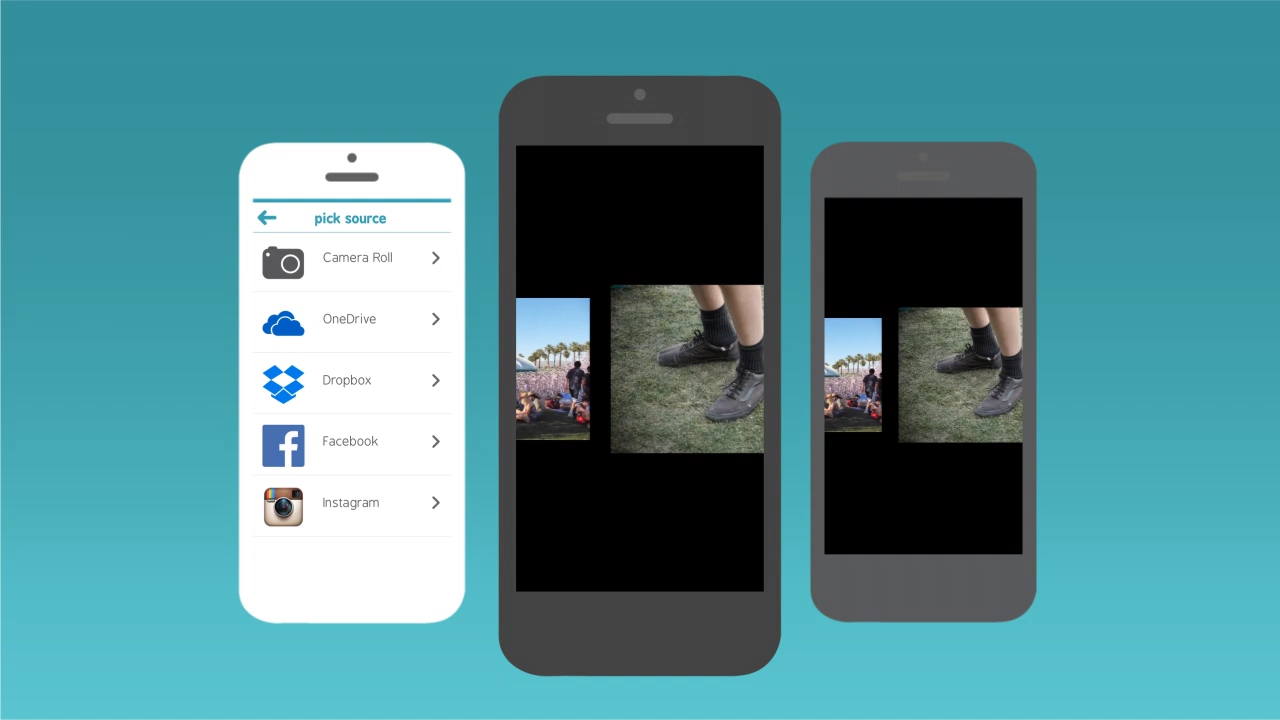 pick source
Camera Roll
OneDrive
Dropbox
Facebook
Instagram